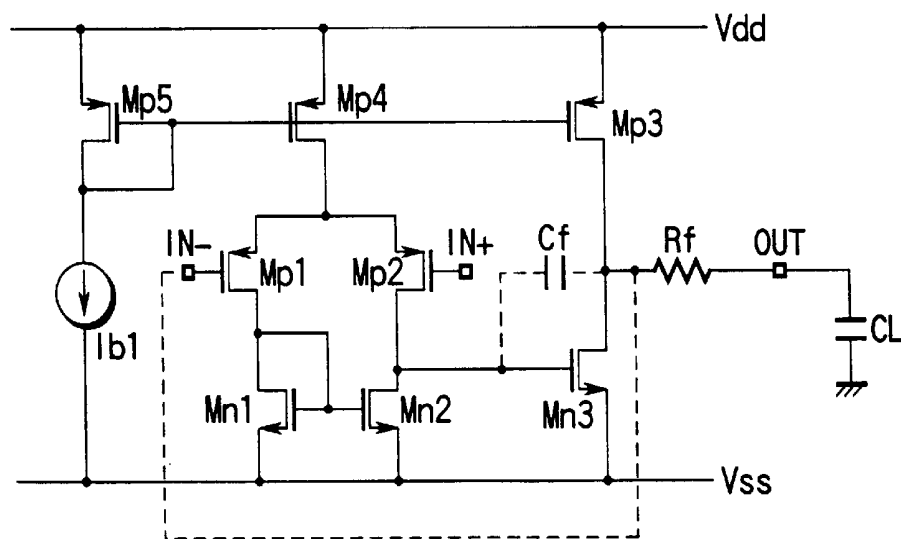 Vdd
Mp5
Mp4
Mp3
IN-
IN+
Cf
Rf
OUT
Mp1
Mp2
Ib1
CL
Mn1
Mn2
Mn3
Vss